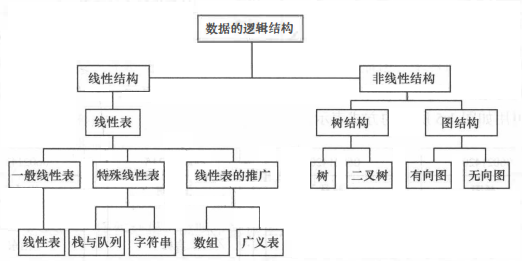 数据的逻辑结构
线性结构
非线性结构
线性表
树结构
图结构
一般线性表
特殊线性表
线性表的推广
树
二叉树
有向图
无向图
线性表
栈与队列
字符串
数组
广义表